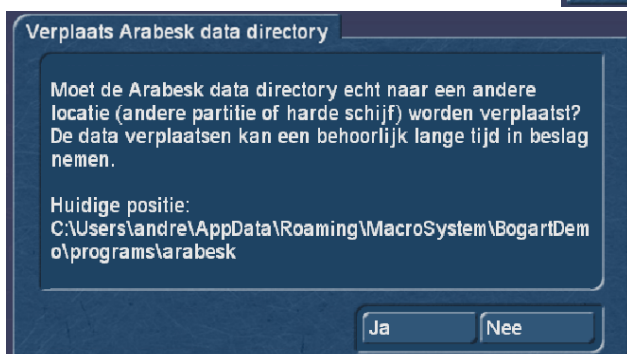 Verplaats Arabesk data directory
Moet de Arabesk data directory echt naar een andere
locatie (andere partitie of harde schijf) worden verplaatst?
De data verplaatsen kan een behoorlijk lange tijd in beslag
nemen.
Huidige positie:
C:\Users\andre\AppData\Roaming\MacroSystem\BogartDem
o\programs\arabesk
Ja
Nee